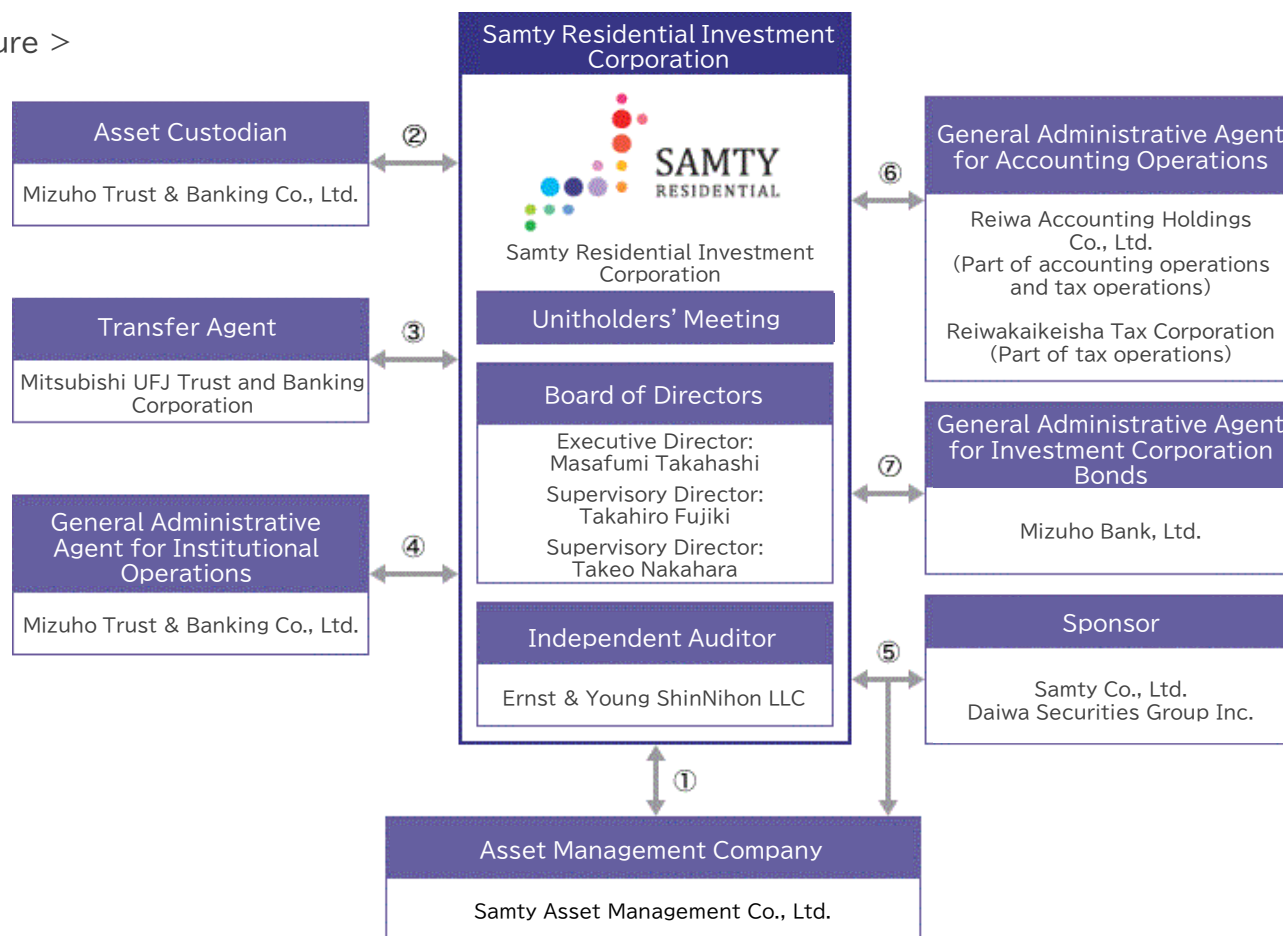 ure >
Samty Residential Investment
Corporation
SAMTY
RESIDENTIAL
Samty Residential Investment
Corporation
Unitholders' Meeting
Board of Directors
Executive Director:
Masafumi Takahashi
Supervisory Director:
Takahiro Fujiki
Supervisory Director:
Takeo Nakahara
Independent Auditor
Ernst & Young ShinNihon LLC
Asset Custodian
Mizuho Trust & Banking Co., Ltd.
②
Transfer Agent
Mitsubishi UFJ Trust and Banking
Corporation
③
General Administrative
Agent for Institutional
Operations
Mizuho Trust & Banking Co., Ltd.
④
General Administrative Agent
for Accounting Operations
Reiwa Accounting Holdings
Co., Ltd.
(Part of accounting operations
and tax operations)
Reiwakaikeisha Tax Corporation
(Part of tax operations)
⑥
General Administrative Agent
for Investment Corporation
Bonds
Mizuho Bank, Ltd.
⑦
Sponsor
Samty Co., Ltd.
Daiwa Securities Group Inc.
⑤
①
Asset Management Company
Samty Asset Management Co., Ltd.